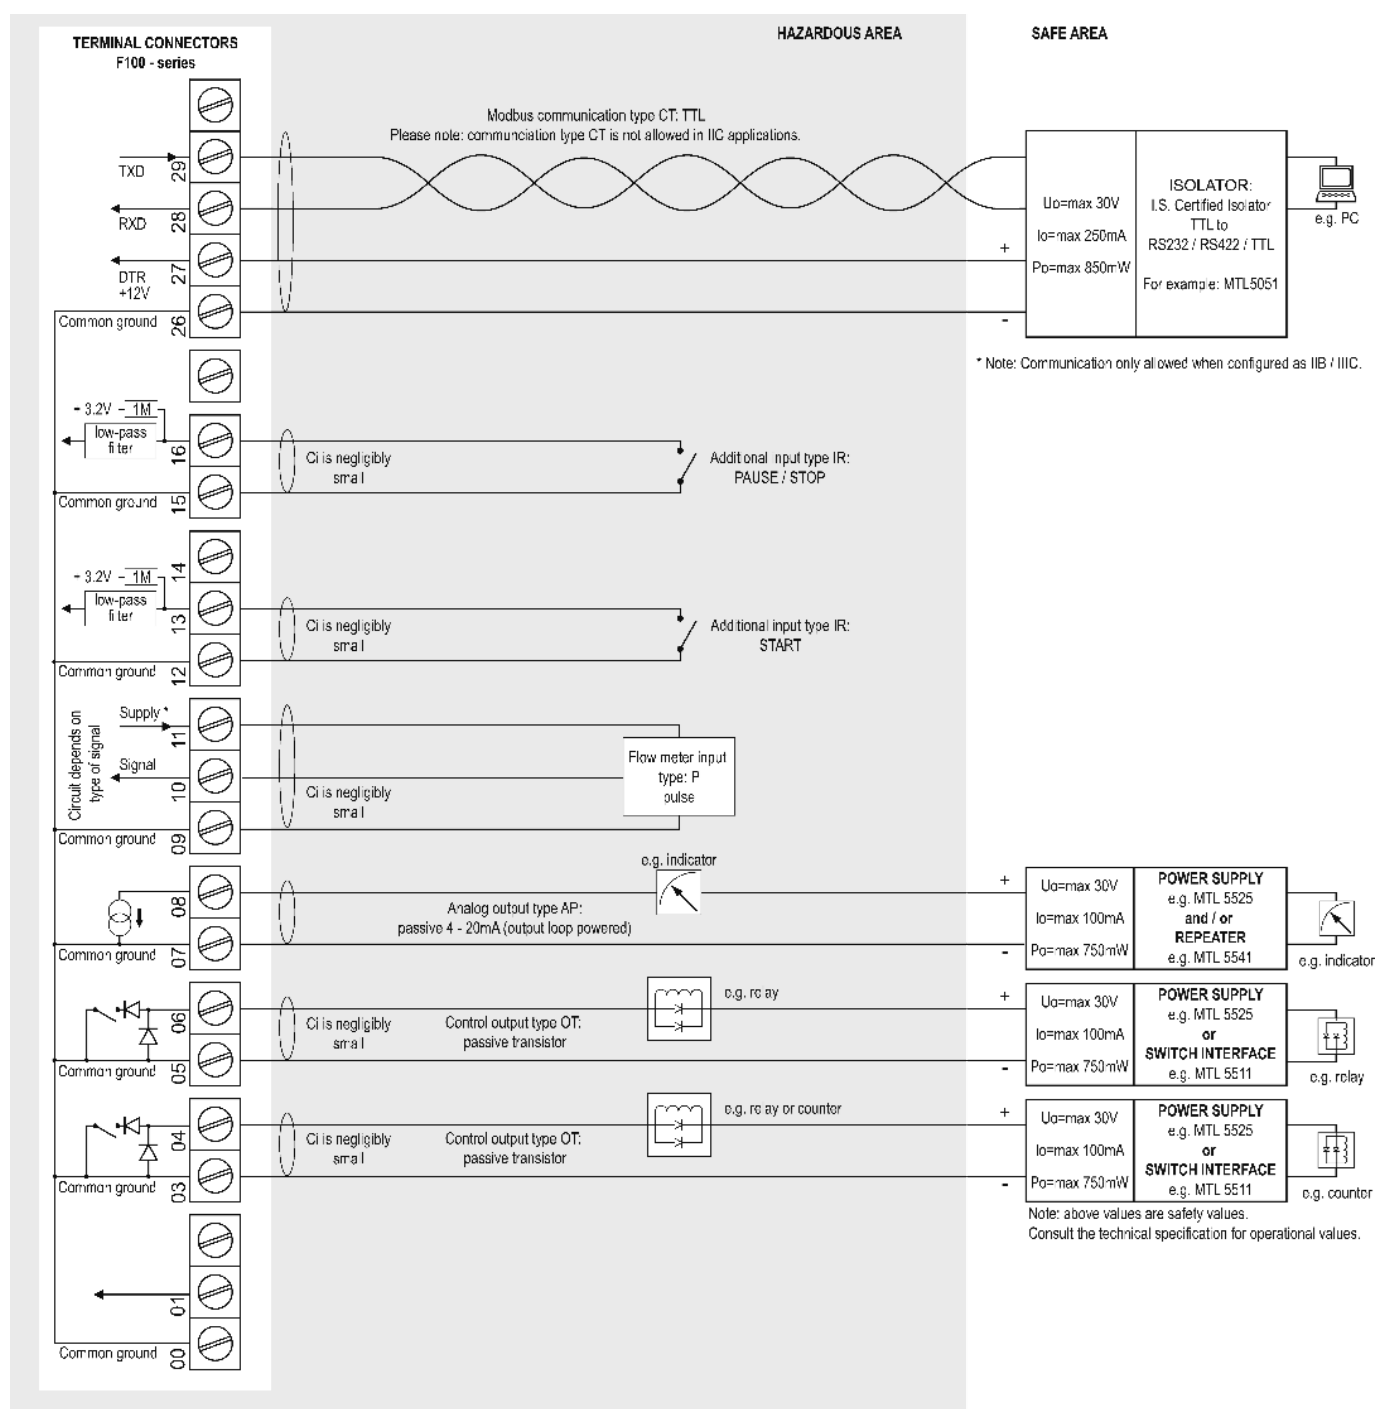 HAZARDOUS AREA
SAFE AREA
TERMINAL CONNECTORS
F100 - series
Modbus communication type CT: TTL
Please note: communciation type CT is not allowed in IIC applications.
29
TXD
28
RXD
27
DTR
+12V
26
Common ground
+
-
Uo=max 30V
Io=max 250mA
Po=max 850mW
ISOLATOR:
I.S. Certified Isolator
TTL to
RS232 / RS422 / TTL
For example: MTL5051
e.g. PC
* Note: Communication only allowed when configured as IIB / IIIC.
3.2V
1M
low-pass
filter
16
Ci is negligibly
small
Additional input type IR:
PAUSE / STOP
15
Common ground
14
3.2V
1M
low-pass
filter
13
Ci is negligibly
small
Additional input type IR:
START
12
Common ground
Circuit depends on
type of signal
Supply *
11
Signal
10
Ci is negligibly
small
Flow meter input
type: P
pulse
09
Common ground
e.g. indicator
08
Analog output type AP:
passive 4 - 20mA (output loop powered)
07
Common ground
+
-
Uo=max 30V
Io=max 100mA
Po=max 750mW
POWER SUPPLY
e.g. MTL 5525
and / or
REPEATER
e.g. MTL 5541
e.g. indicator
06
Ci is negligibly
small
Control output type OT:
passive transistor
e.g. relay
05
Common ground
+
-
Uo=max 30V
Io=max 100mA
Po=max 750mW
POWER SUPPLY
e.g. MTL 5525
or
SWITCH INTERFACE
e.g. MTL 5511
e.g. relay
04
Ci is negligibly
small
Control output type OT:
passive transistor
e.g. relay or counter
03
Common ground
+
-
Uo=max 30V
Io=max 100mA
Po=max 750mW
POWER SUPPLY
e.g. MTL 5525
or
SWITCH INTERFACE
e.g. MTL 5511
e.g. counter
Note: above values are safety values.
Consult the technical specification for operational values.
01
00
Common ground